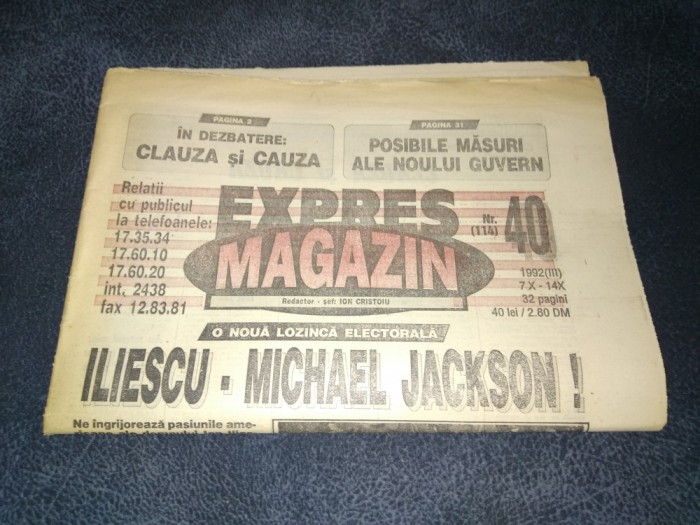 PAGINA 2
ÎN DEZBATERE:
CLAUZA și CAUZA
PAGINA 31
POSIBILE MĂSURI
ALE NOULUI GUVERN
Relatii
cu publicul
la telefoanele:
17.35.34
17.60.10
17.60.20
int. 2438
fax 12.83.81
EXPRES
MAGAZIN
Redactor - șef: ION CRISTOIU
Nr. 40
(114)
1992(III)
7 X - 14X
32 pagini
40 lei / 2.80 DM
O NOUĂ LOZINCĂ ELECTORALĂ
ILIESCU - MICHAEL JACKSON !
Ne îngrijorează pasiunile ame-